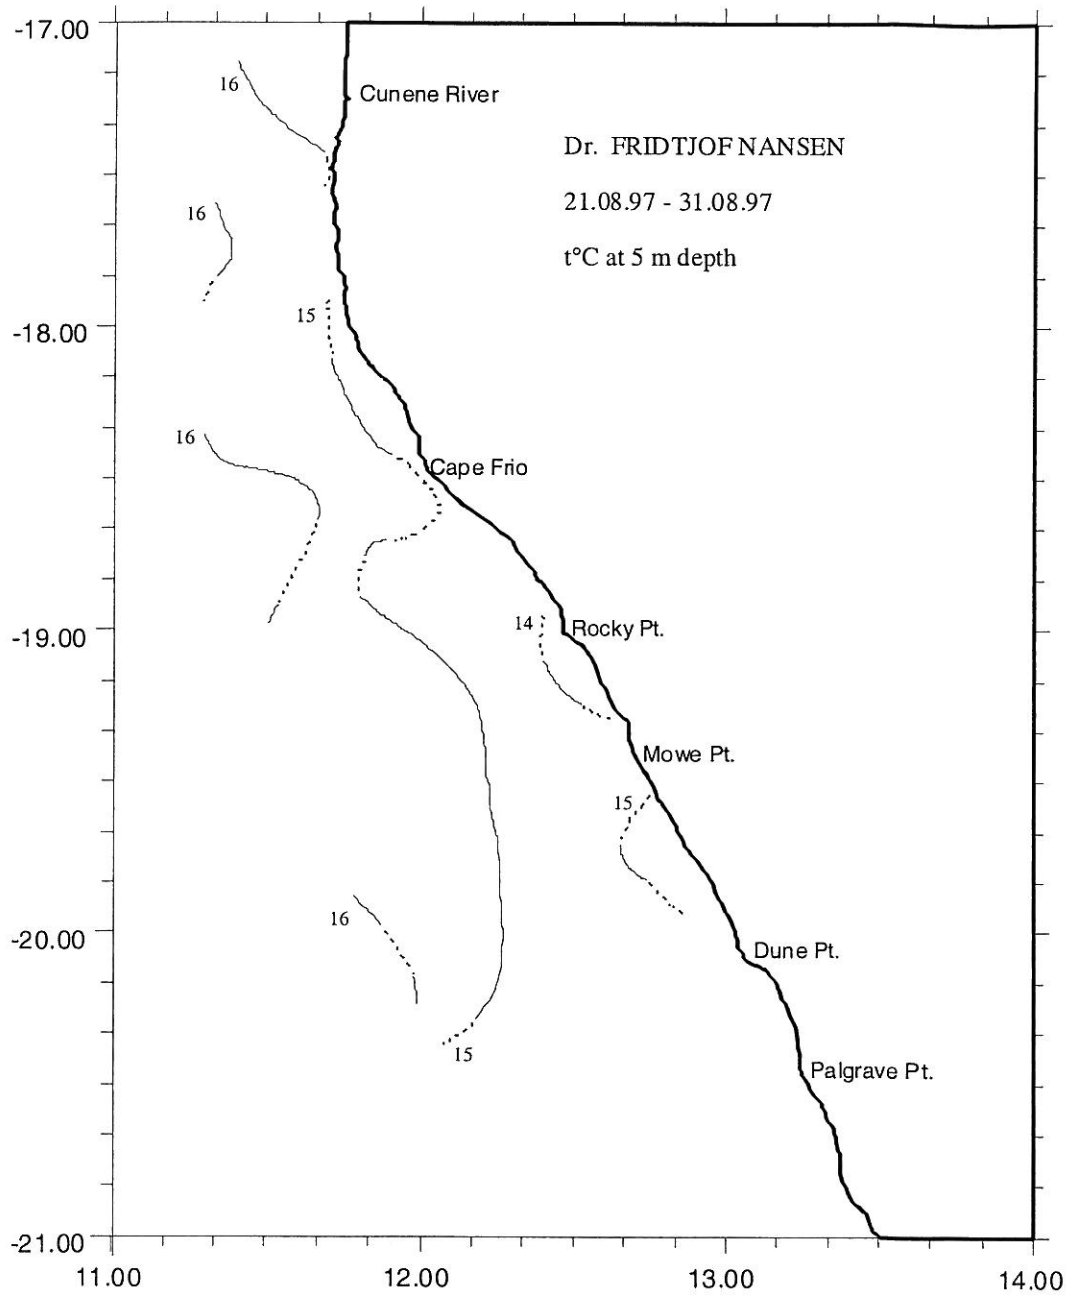 -17.00
16
Cunene River
Dr. FRIDTJOF NANSEN
16
21.08.97 - 31.08.97
t°C at 5 m depth
15
-18.00
16
Cape Frio
14
Rocky Pt.
-19.00
Mowe Pt.
15
16
-20.00
Dune Pt.
15
Palgrave Pt.
-21.00
11.00
12.00
13.00
14.00